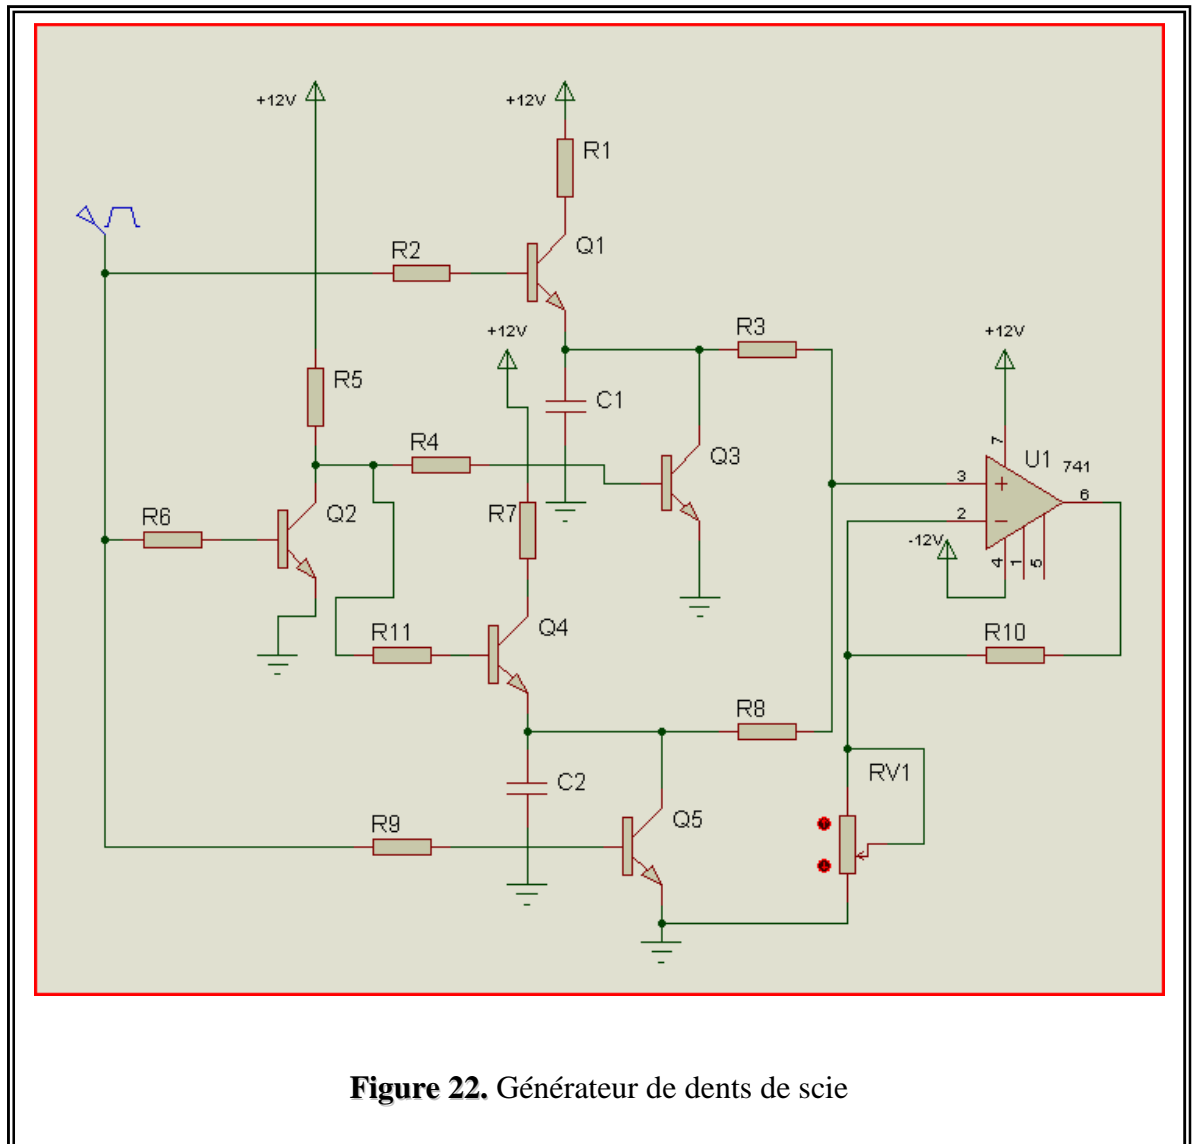 +12V
+12V
R1
Q1
R2
+12V
R3
+12V
R5
C1
R4
Q3
7
U1
741
3
6
R6
Q2
R7
2
-12V
4
1
5
R11
Q4
R10
R8
RV1
C2
R9
Q5
Figure 22. Générateur de dents de scie